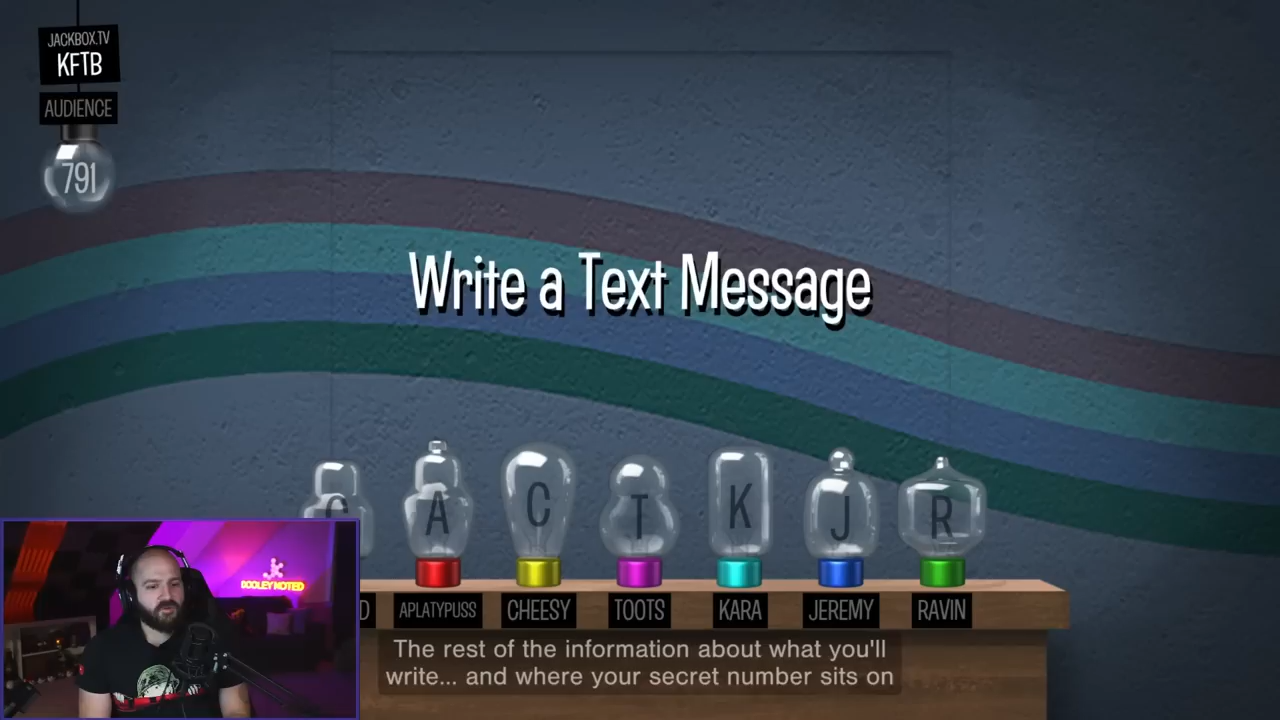 JACKBOX.TV
KFTB
AUDIENCE
791
Write a Text Message
A
C
T
K
J
R
DOOLEYNOTED
D
APLATYPUSS
CHEESY
TOOTS
KARA
JEREMY
RAVIN
The rest of the information about what you'll
write... and where your secret number sits on